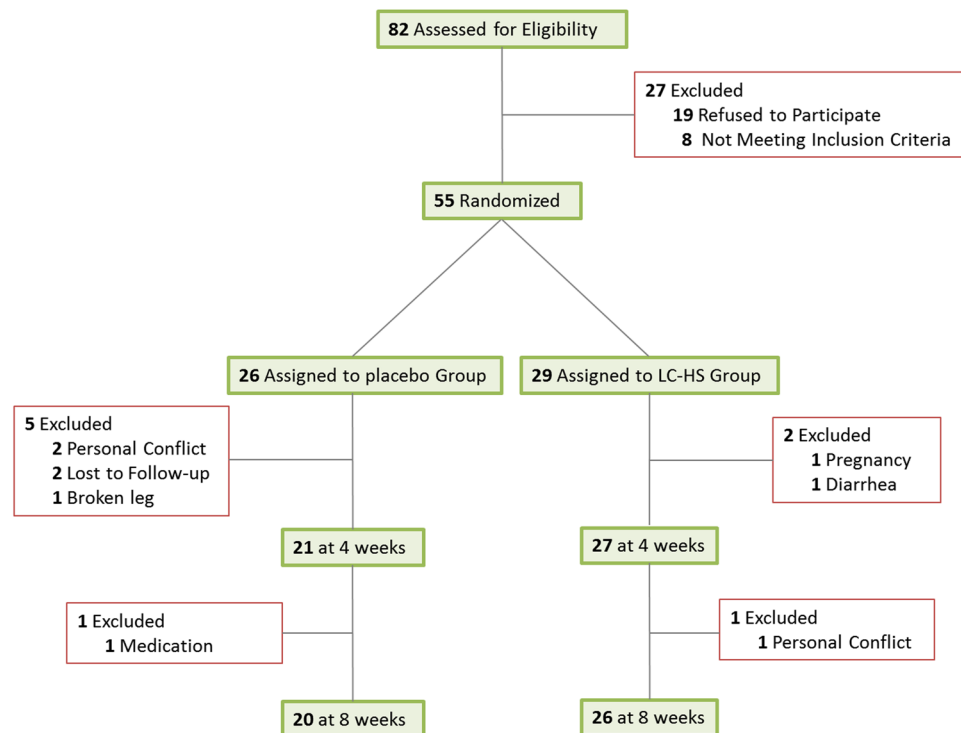 82 Assessed for Eligibility
27 Excluded
19 Refused to Participate
8 Not Meeting Inclusion Criteria
55 Randomized
26 Assigned to placebo Group
29 Assigned to LC-HS Group
5 Excluded
2 Personal Conflict
2 Lost to Follow-up
1 Broken leg
2 Excluded
1 Pregnancy
1 Diarrhea
21 at 4 weeks
27 at 4 weeks
1 Excluded
1 Medication
1 Excluded
1 Personal Conflict
20 at 8 weeks
26 at 8 weeks